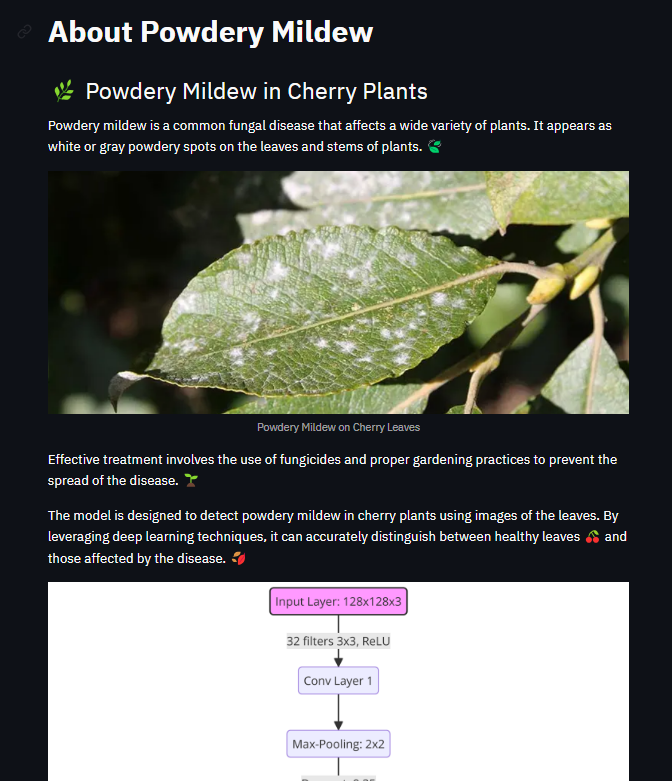 About Powdery Mildew
🌿 Powdery Mildew in Cherry Plants
Powdery mildew is a common fungal disease that affects a wide variety of plants. It appears as
white or gray powdery spots on the leaves and stems of plants. 🍃
Powdery Mildew on Cherry Leaves
Effective treatment involves the use of fungicides and proper gardening practices to prevent the
spread of the disease. 🌱
The model is designed to detect powdery mildew in cherry plants using images of the leaves. By
leveraging deep learning techniques, it can accurately distinguish between healthy leaves 🍒 and
those affected by the disease. 🍂
Input Layer: 128x128x3
32 filters 3x3, ReLU
Conv Layer 1
Max-Pooling: 2x2